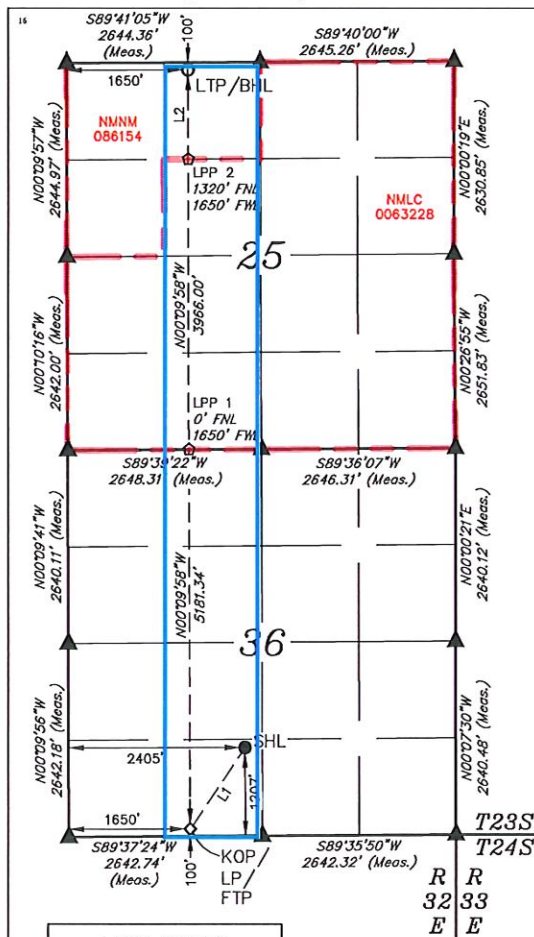 16
S89°41'05"W
2644.36'
(Meas.)
100'
S89°40'00"W
2645.26' (Meas.)
1650'
LTP/BHL
L2
NMNM
086154
N00°09'57"W
2644.97' (Meas.)
LPP 2
1320' FNL
1650' FWL
N00°00'19"E
2630.85' (Meas.)
NMLC
0063228
25
N00°09'58"W
3966.00'
N00°10'16"W
2642.00' (Meas.)
N00°26'55"W
2651.83' (Meas.)
LPP 1
0' FNL
1650' FWL
S89°39'22"W
2648.31' (Meas.)
S89°36'07"W
2646.31' (Meas.)
N00°09'41"W
2640.11' (Meas.)
N00°09'58"W
5181.34'
N00°00'21"E
2640.12' (Meas.)
36
N00°09'56"W
2642.18' (Meas.)
SHL
2405'
L1
1207'
N00°07'30"W
2640.48' (Meas.)
1650'
S89°37'24"W
2642.74'
(Meas.)
100'
KOP
LP
FTP
S89°35'50"W
2642.32' (Meas.)
T23S
T24S
R R
32 33
E E